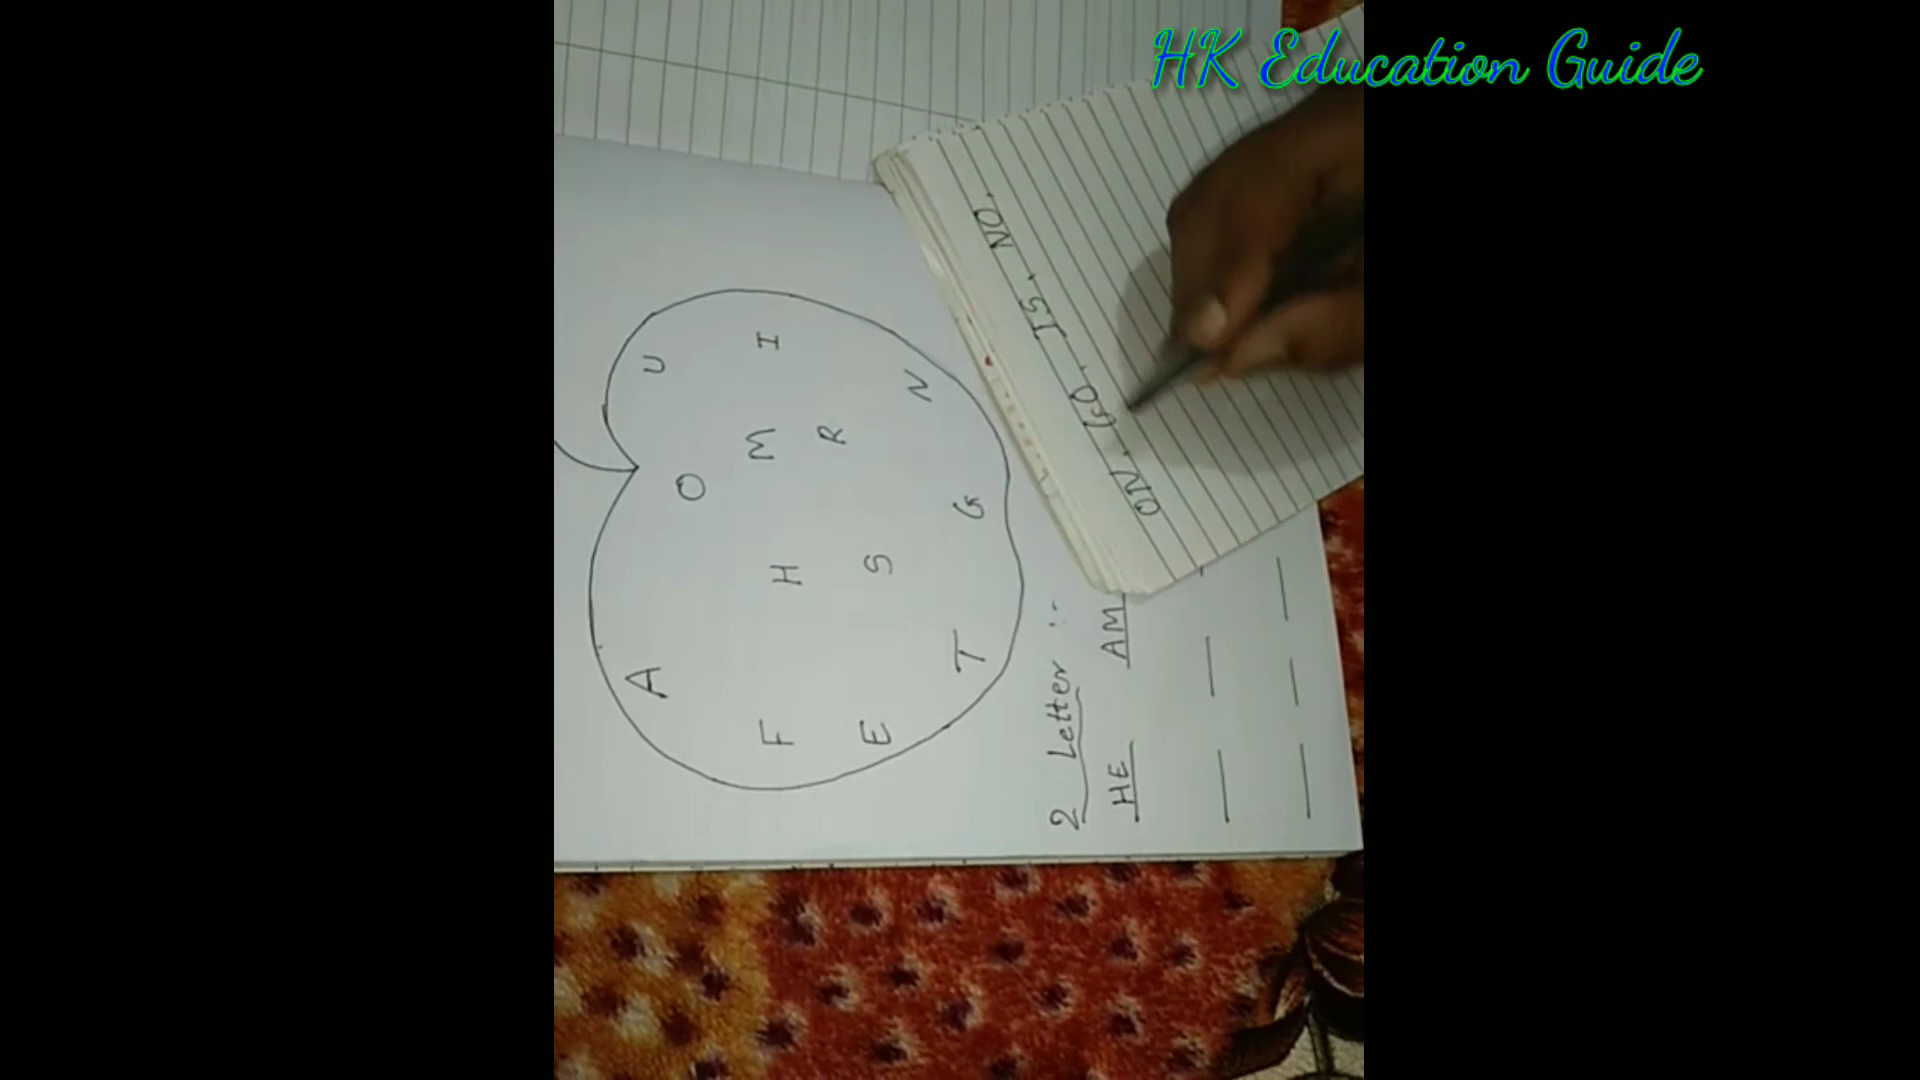 HK Education Guide
A
O U
F H M I
R
E S
N
T G
2 Letter :-
HE AM
ON. GO. IS. NO.